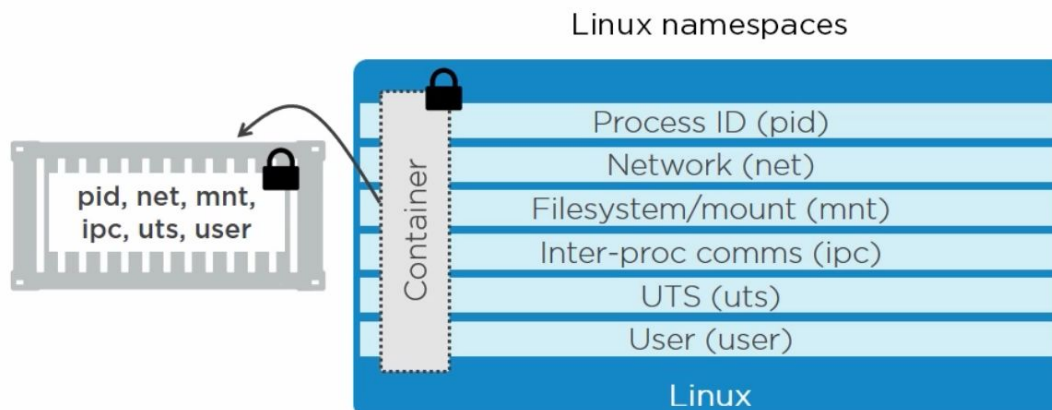 Linux namespaces
pid, net, mnt,
ipc, uts, user
Container
Process ID (pid)
Network (net)
Filesystem/mount (mnt)
Inter-proc comms (ipc)
UTS (uts)
User (user)
Linux